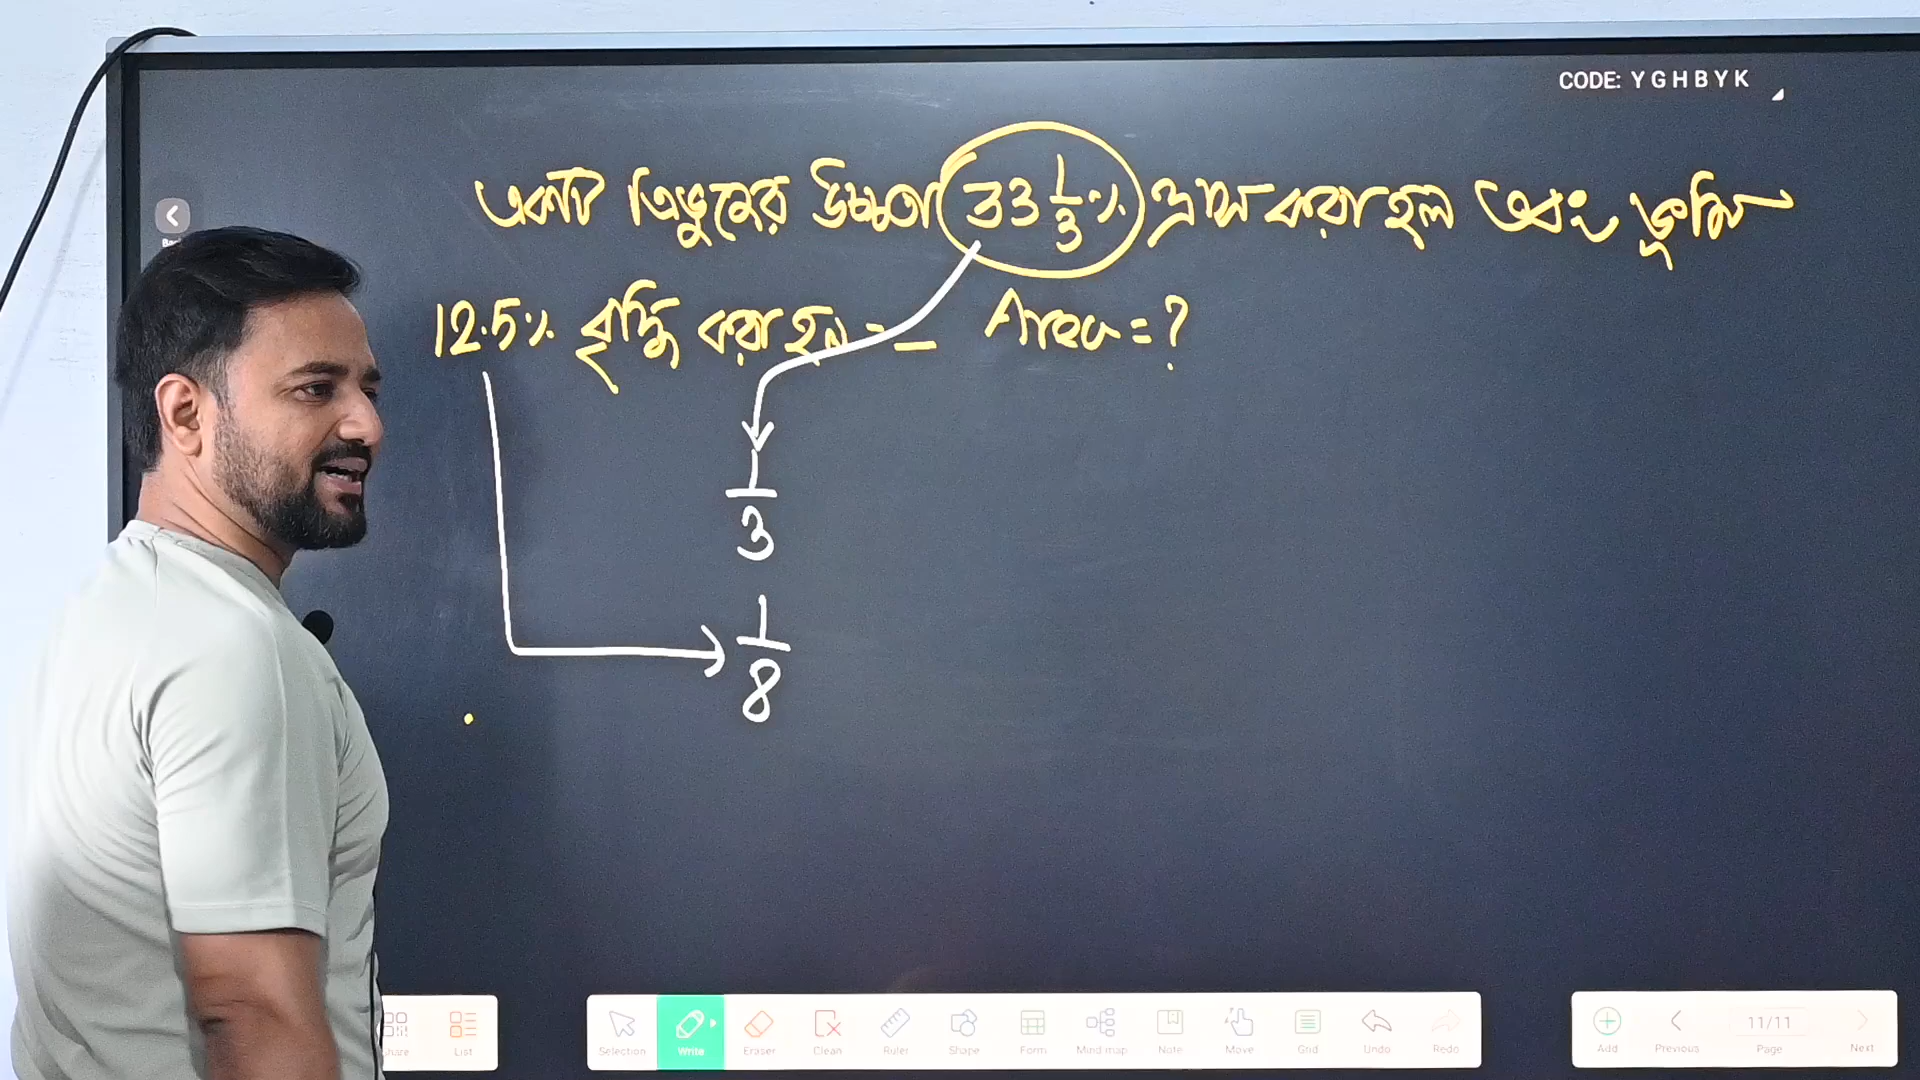 CODE: YGHBYK
একটি ত্রিভুজের উচ্চতা 33 1/3 % হ্রাস করা হল এবং ভূমি
12.5% বৃদ্ধি করা হল = _ Area = ?
1/3
1/8
Share List Selection Write Eraser Clean Ruler Shape Form Mind map Note Move Grid Undo Redo Add Previous 11/11 Page Next